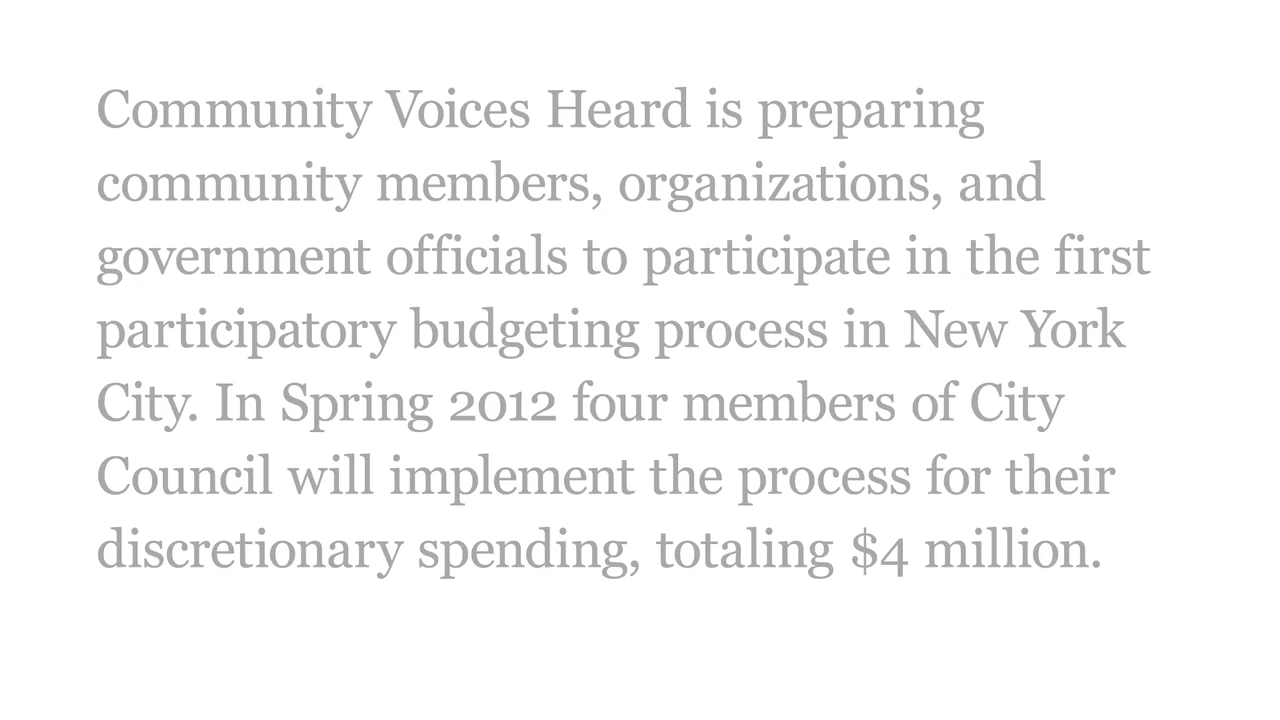 Community Voices Heard is preparing
community members, organizations, and
government officials to participate in the first
participatory budgeting process in New York
City. In Spring 2012 four members of City
Council will implement the process for their
discretionary spending, totaling $4 million.